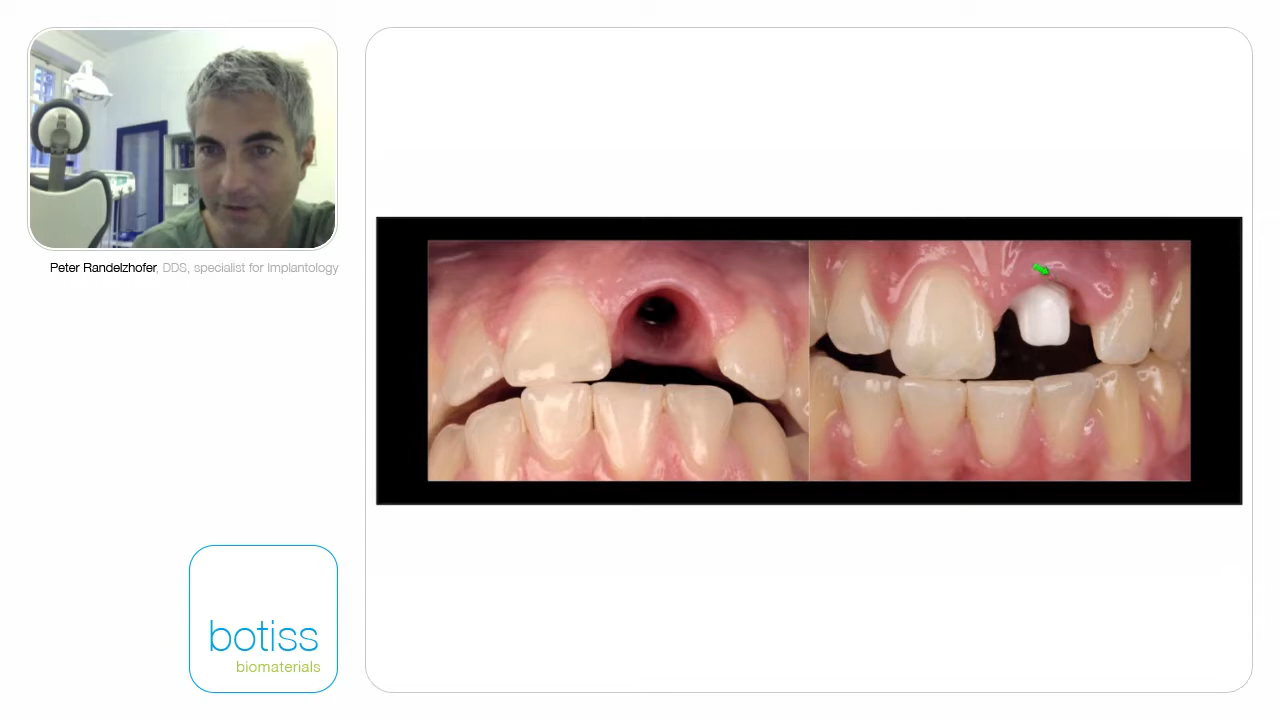 Peter Randelzhofer, DDS, specialist for Implantology
botiss
biomaterials